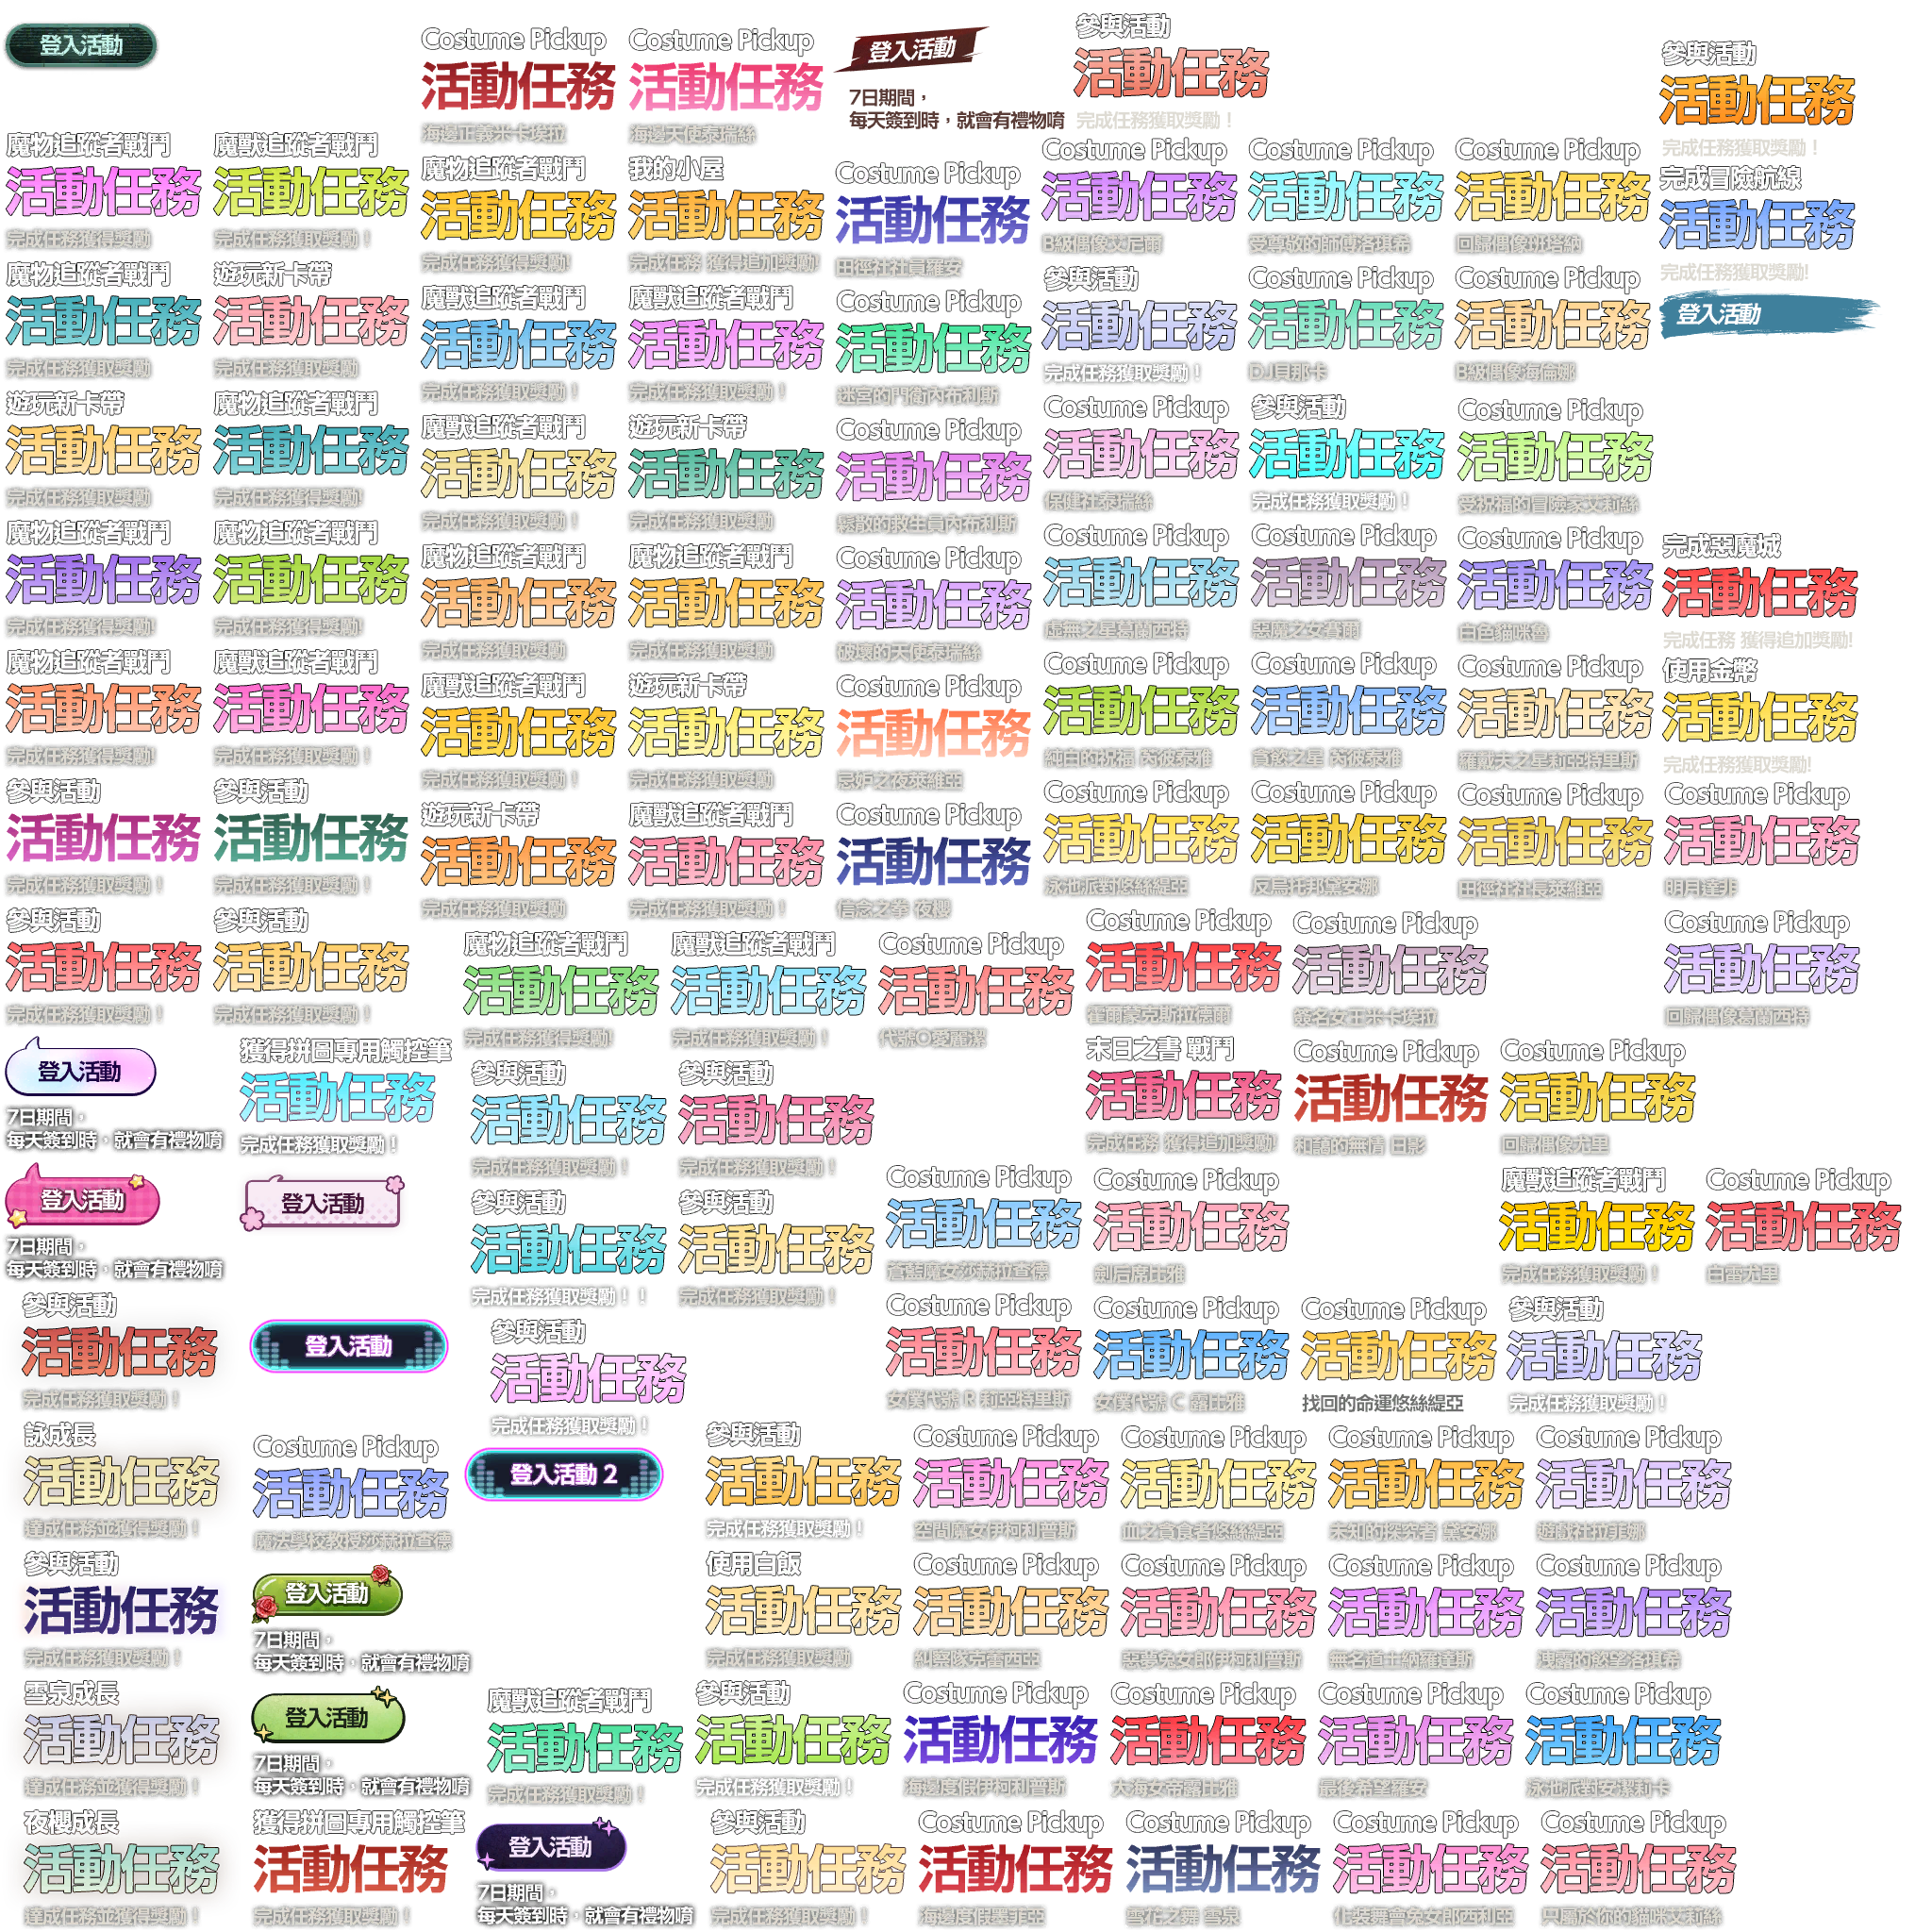 登入活動
Costume Pickup
活動任務
海邊正義米卡埃拉
Costume Pickup
活動任務
海邊天使泰瑞絲
登入活動
7日期間，
每天簽到時，就會有禮物唷
參與活動
活動任務
完成任務獲取獎勵！
參與活動
活動任務
完成任務獲取獎勵！
魔物追蹤者戰鬥
活動任務
完成任務獲得獎勵
魔獸追蹤者戰鬥
活動任務
完成任務獲取獎勵！
魔物追蹤者戰鬥
活動任務
完成任務獲得獎勵!
我的小屋
活動任務
完成任務 獲得追加獎勵!
Costume Pickup
活動任務
田徑社社員羅安
Costume Pickup
活動任務
B級偶像艾尼爾
Costume Pickup
活動任務
受尊敬的師傅洛琪希
Costume Pickup
活動任務
回歸偶像班塔納
完成冒險航線
活動任務
完成任務獲取獎勵!
魔物追蹤者戰鬥
活動任務
完成任務獲取獎勵
遊玩新卡帶
活動任務
完成任務獲取獎勵
魔獸追蹤者戰鬥
活動任務
完成任務獲取獎勵！
魔獸追蹤者戰鬥
活動任務
完成任務獲取獎勵！
Costume Pickup
活動任務
迷宮的門衛內布利斯
參與活動
活動任務
完成任務獲取獎勵！
Costume Pickup
活動任務
DJ貝那卡
Costume Pickup
活動任務
B級偶像海倫娜
登入活動
遊玩新卡帶
活動任務
完成任務獲取獎勵
魔物追蹤者戰鬥
活動任務
完成任務獲得獎勵!
魔獸追蹤者戰鬥
活動任務
完成任務獲取獎勵！
遊玩新卡帶
活動任務
完成任務獲取獎勵
Costume Pickup
活動任務
鬆散的救生員內布利斯
Costume Pickup
活動任務
保健社泰瑞絲
參與活動
活動任務
完成任務獲取獎勵！
Costume Pickup
活動任務
受祝福的冒險家艾莉絲
魔物追蹤者戰鬥
活動任務
完成任務獲得獎勵!
魔物追蹤者戰鬥
活動任務
完成任務獲得獎勵!
魔物追蹤者戰鬥
活動任務
完成任務獲取獎勵
魔物追蹤者戰鬥
活動任務
完成任務獲取獎勵
Costume Pickup
活動任務
破壞的天使泰瑞絲
Costume Pickup
活動任務
虛無之星葛蘭西特
Costume Pickup
活動任務
惡魔之女賽爾
Costume Pickup
活動任務
白色貓咪魯
完成惡魔城
活動任務
完成任務 獲得追加獎勵!
魔物追蹤者戰鬥
活動任務
完成任務獲得獎勵!
魔獸追蹤者戰鬥
活動任務
完成任務獲取獎勵！
魔獸追蹤者戰鬥
活動任務
完成任務獲取獎勵！
遊玩新卡帶
活動任務
完成任務獲取獎勵
Costume Pickup
活動任務
忌妒之夜萊維亞
Costume Pickup
活動任務
純白的祝福 芮彼泰雅
Costume Pickup
活動任務
貪慾之星 芮彼泰雅
Costume Pickup
活動任務
羅戴夫之星莉亞特里斯
使用金幣
活動任務
完成任務獲取獎勵!
參與活動
活動任務
完成任務獲取獎勵！
參與活動
活動任務
完成任務獲取獎勵！
遊玩新卡帶
活動任務
完成任務獲取獎勵
魔獸追蹤者戰鬥
活動任務
完成任務獲取獎勵！
Costume Pickup
活動任務
信念之拳 夜櫻
Costume Pickup
活動任務
泳池派對悠絲緹亞
Costume Pickup
活動任務
反烏托邦黛安娜
Costume Pickup
活動任務
田徑社社長萊維亞
Costume Pickup
活動任務
明月達非
參與活動
活動任務
完成任務獲取獎勵！
參與活動
活動任務
完成任務獲取獎勵！
魔物追蹤者戰鬥
活動任務
完成任務獲得獎勵!
魔獸追蹤者戰鬥
活動任務
完成任務獲取獎勵！
Costume Pickup
活動任務
代號O愛麗潔
Costume Pickup
活動任務
霍爾蒙克斯拉德爾
Costume Pickup
活動任務
簽名女王米卡埃拉
Costume Pickup
活動任務
回歸偶像葛蘭西特
登入活動
7日期間，
每天簽到時，就會有禮物唷
獲得拼圖專用觸控筆
活動任務
完成任務獲取獎勵！
參與活動
活動任務
完成任務獲取獎勵！
參與活動
活動任務
完成任務獲取獎勵！
末日之書 戰鬥
活動任務
完成任務 獲得追加獎勵!
Costume Pickup
活動任務
和諧的無情 日影
Costume Pickup
活動任務
回歸偶像尤里
登入活動
7日期間，
每天簽到時，就會有禮物唷
登入活動
參與活動
活動任務
完成任務獲取獎勵！！
參與活動
活動任務
完成任務獲取獎勵！
Costume Pickup
活動任務
蒼藍魔女莎赫拉查德
Costume Pickup
活動任務
劍后席比雅
魔獸追蹤者戰鬥
活動任務
完成任務獲取獎勵！
Costume Pickup
活動任務
白雷尤里
參與活動
活動任務
完成任務獲取獎勵！
登入活動
參與活動
活動任務
完成任務獲取獎勵！
Costume Pickup
活動任務
女僕代號 R 莉亞特里斯
Costume Pickup
活動任務
女僕代號 C 露比雅
Costume Pickup
活動任務
找回的命運悠絲緹亞
參與活動
活動任務
完成任務獲取獎勵！
詠成長
活動任務
達成任務並獲得獎勵！
Costume Pickup
活動任務
魔法學校教授莎赫拉查德
登入活動 2
參與活動
活動任務
完成任務獲取獎勵！
Costume Pickup
活動任務
空間魔女伊柯利普斯
Costume Pickup
活動任務
血之貪食者悠絲緹亞
Costume Pickup
活動任務
未知的探究者 黛安娜
Costume Pickup
活動任務
遊戲社拉菲娜
參與活動
活動任務
完成任務獲取獎勵！
登入活動
7日期間，
每天簽到時，就會有禮物唷
使用白飯
活動任務
完成任務獲取獎勵
Costume Pickup
活動任務
糾察隊克蕾西亞
Costume Pickup
活動任務
惡夢兔女郎伊柯利普斯
Costume Pickup
活動任務
無名道士納羅達斯
Costume Pickup
活動任務
洩露的慾望洛琪希
雪泉成長
活動任務
達成任務並獲得獎勵！
登入活動
7日期間，
每天簽到時，就會有禮物唷
魔獸追蹤者戰鬥
活動任務
完成任務獲取獎勵！
參與活動
活動任務
完成任務獲取獎勵！
Costume Pickup
活動任務
海邊度假伊柯利普斯
Costume Pickup
活動任務
大海女帝露比雅
Costume Pickup
活動任務
最後希望羅安
Costume Pickup
活動任務
泳池派對安潔莉卡
夜櫻成長
活動任務
達成任務並獲得獎勵！
獲得拼圖專用觸控筆
活動任務
完成任務獲取獎勵！
登入活動
7日期間，
每天簽到時，就會有禮物唷
參與活動
活動任務
完成任務獲取獎勵！
Costume Pickup
活動任務
海邊度假墨菲亞
Costume Pickup
活動任務
雪花之舞 雪泉
Costume Pickup
活動任務
化裝舞會兔女郎西利亞
Costume Pickup
活動任務
只屬於你的貓咪艾莉絲